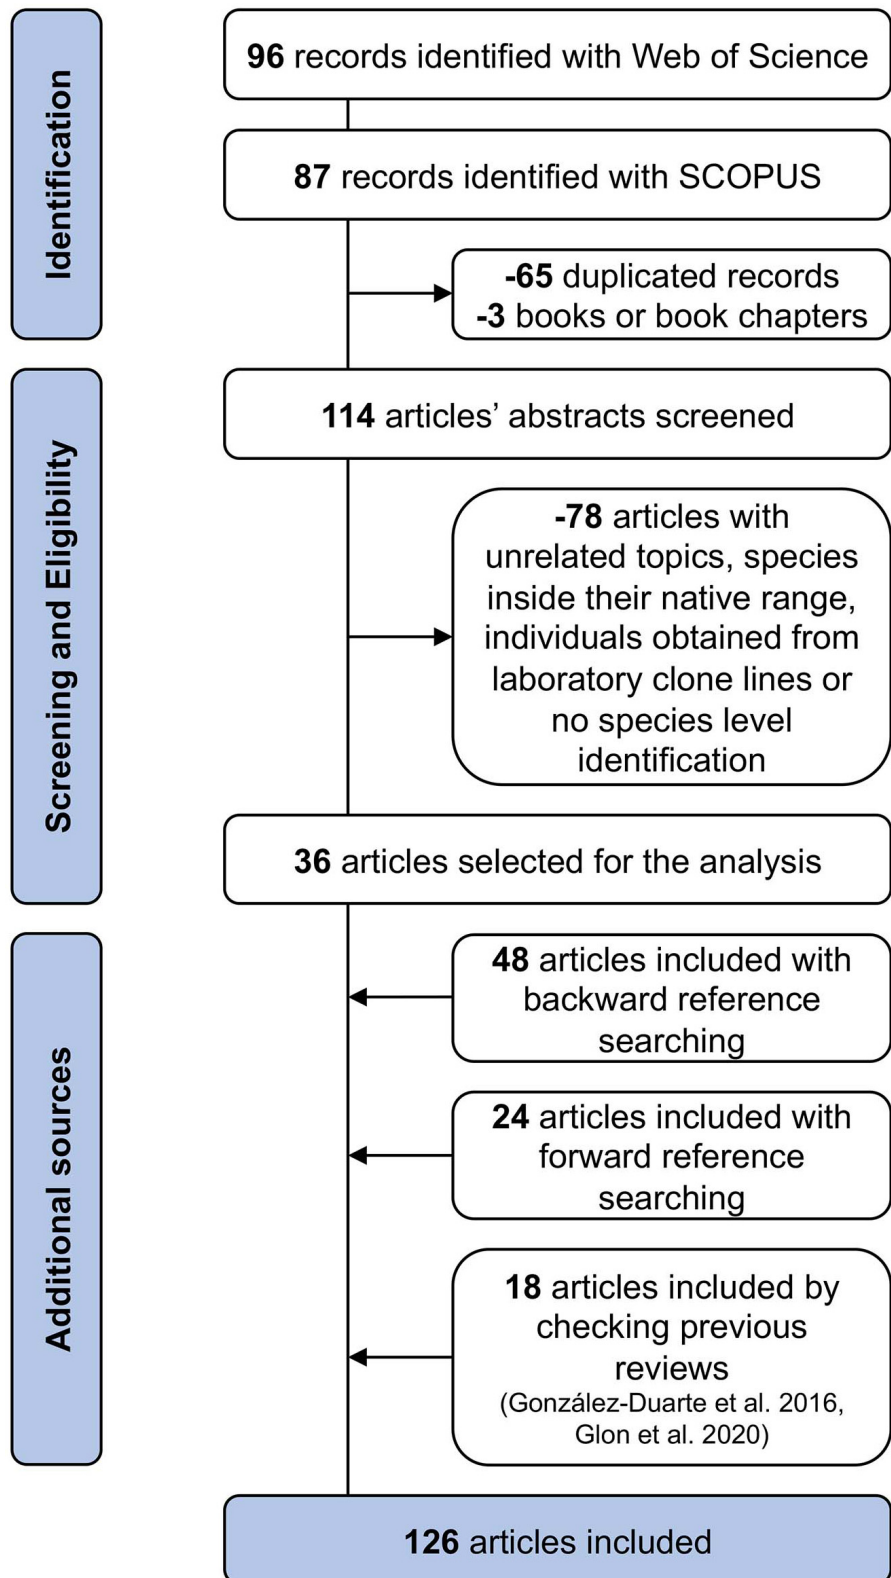 Identification
96 records identified with Web of Science
87 records identified with SCOPUS
-65 duplicated records
-3 books or book chapters
Screening and Eligibility
114 articles’ abstracts screened
-78 articles with
unrelated topics, species
inside their native range,
individuals obtained from
laboratory clone lines or
no species level
identification
36 articles selected for the analysis
Additional sources
48 articles included with
backward reference
searching
24 articles included with
forward reference
searching
18 articles included by
checking previous
reviews
(González-Duarte et al. 2016,
Glon et al. 2020)
126 articles included